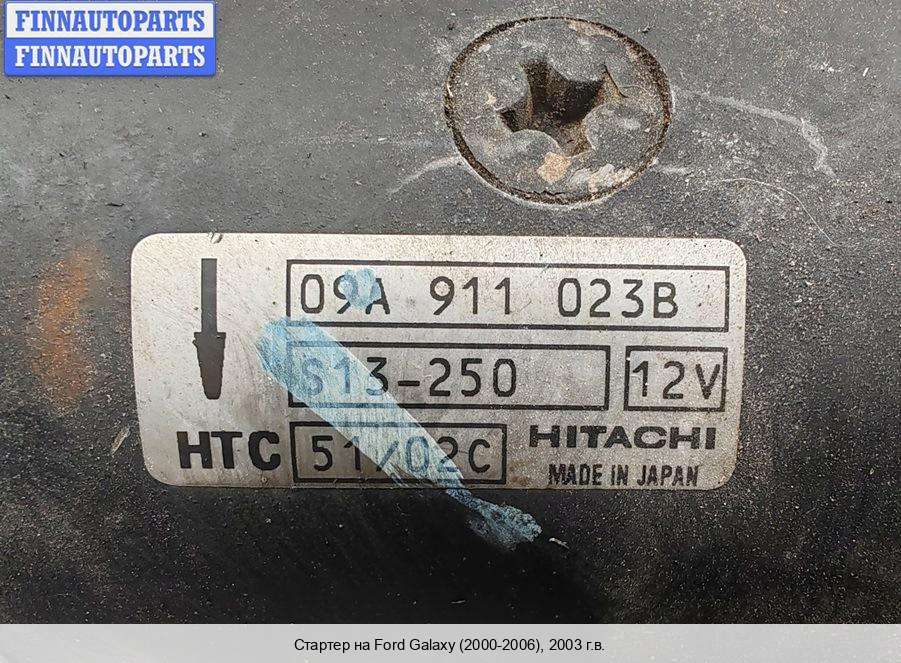 FINNAUTOPARTS
FINNAUTOPARTS
09A 911 023B
S13-250 12V
HTC 51/02C HITACHI
MADE IN JAPAN
Стартер на Ford Galaxy (2000-2006), 2003 г.в.